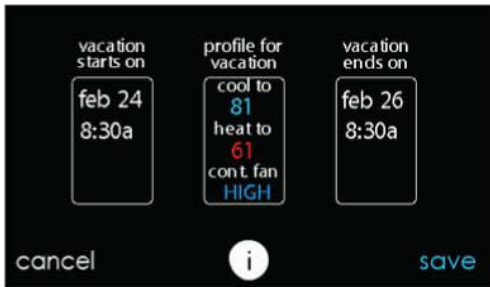 vacation
starts on
feb 24
8:30a
profile for
vacation
cool to
81
heat to
61
cont. fan
HIGH
vacation
ends on
feb 26
8:30a
cancel
i
save